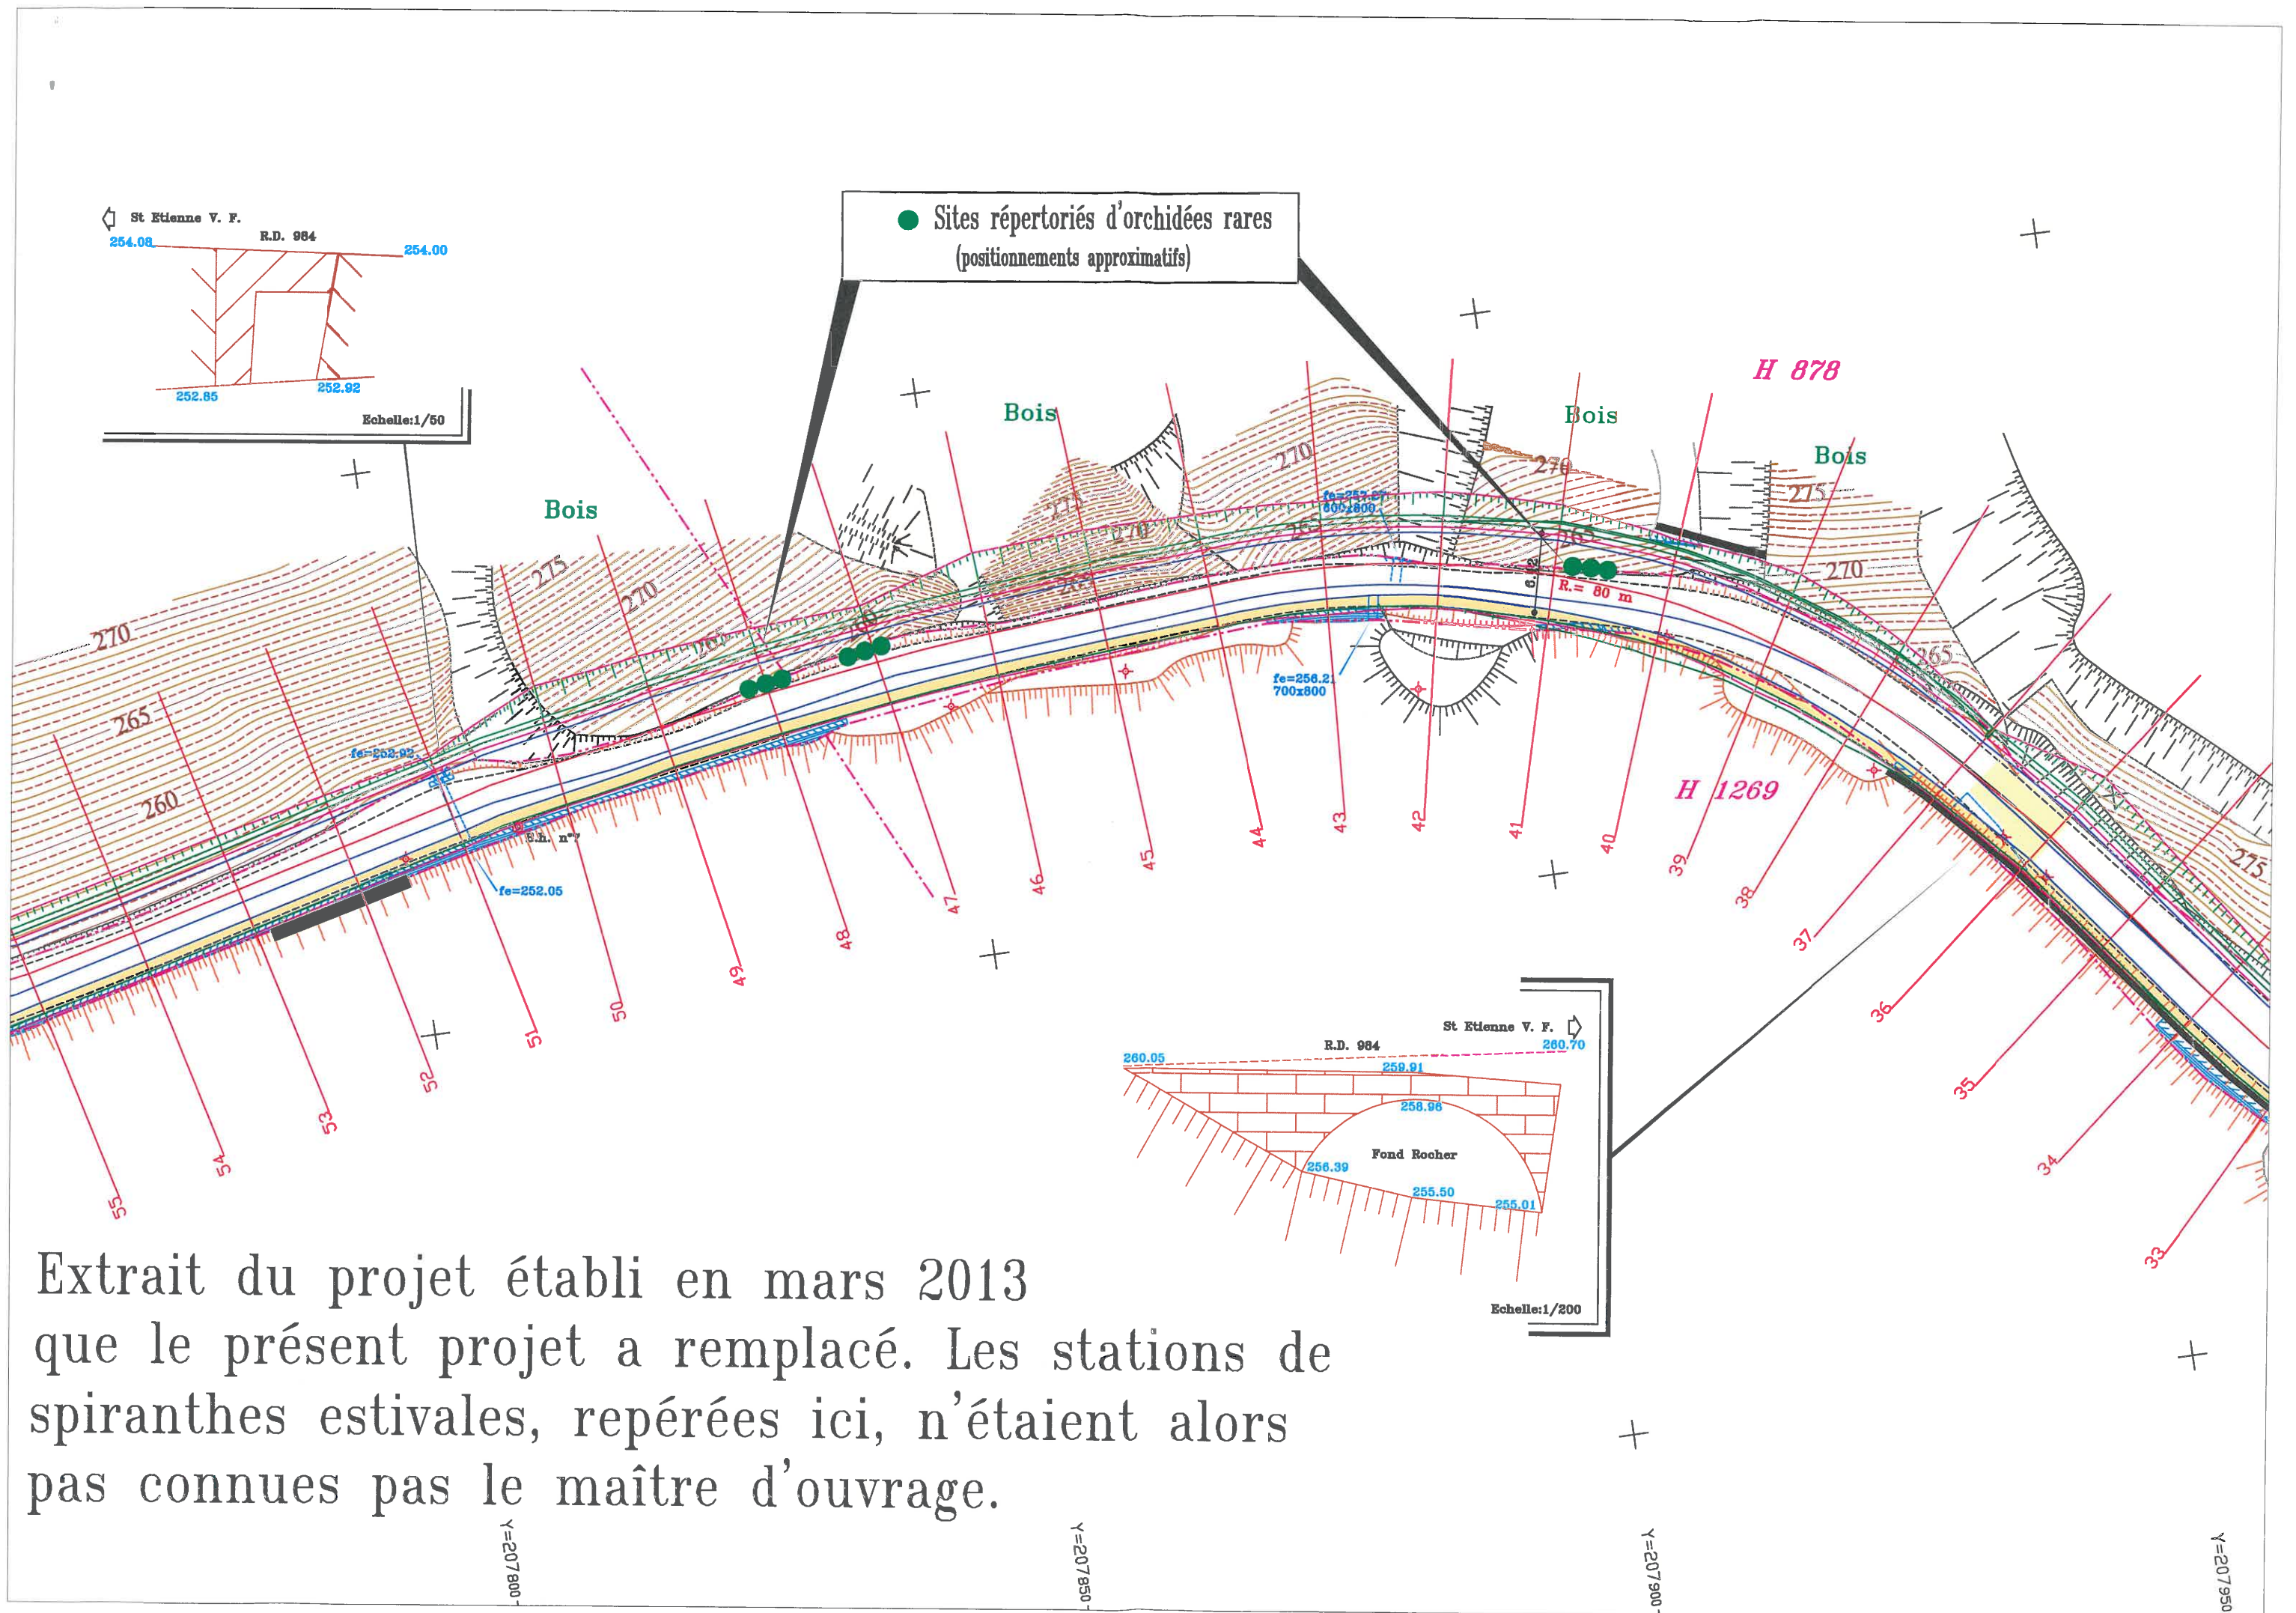 St Etienne V. F.
R.D. 984
254.08
254.00
252.85
252.92
Echelle:1/50
Sites répertoriés d'orchidées rares
(positionnements approximatifs)
H 878
Bois
Bois
Bois
Bois
270
265
260
275
270
265
275
270
265
270
265
270
265
275
270
265
275
fe=252.92
fe=252.05
600x800
fe=256.21
700x800
R.= 80 m
H 1269
55
54
53
52
51
50
49
48
47
46
45
44
43
42
41
40
39
38
37
36
35
34
33
St Etienne V. F.
R.D. 984
260.05
260.70
259.91
258.96
Fond Rocher
256.39
255.50
255.01
Echelle:1/200
Extrait du projet établi en mars 2013
que le présent projet a remplacé. Les stations de
spiranthes estivales, repérées ici, n'étaient alors
pas connues pas le maître d'ouvrage.
Y=207800
Y=207850
Y=207900
Y=207950